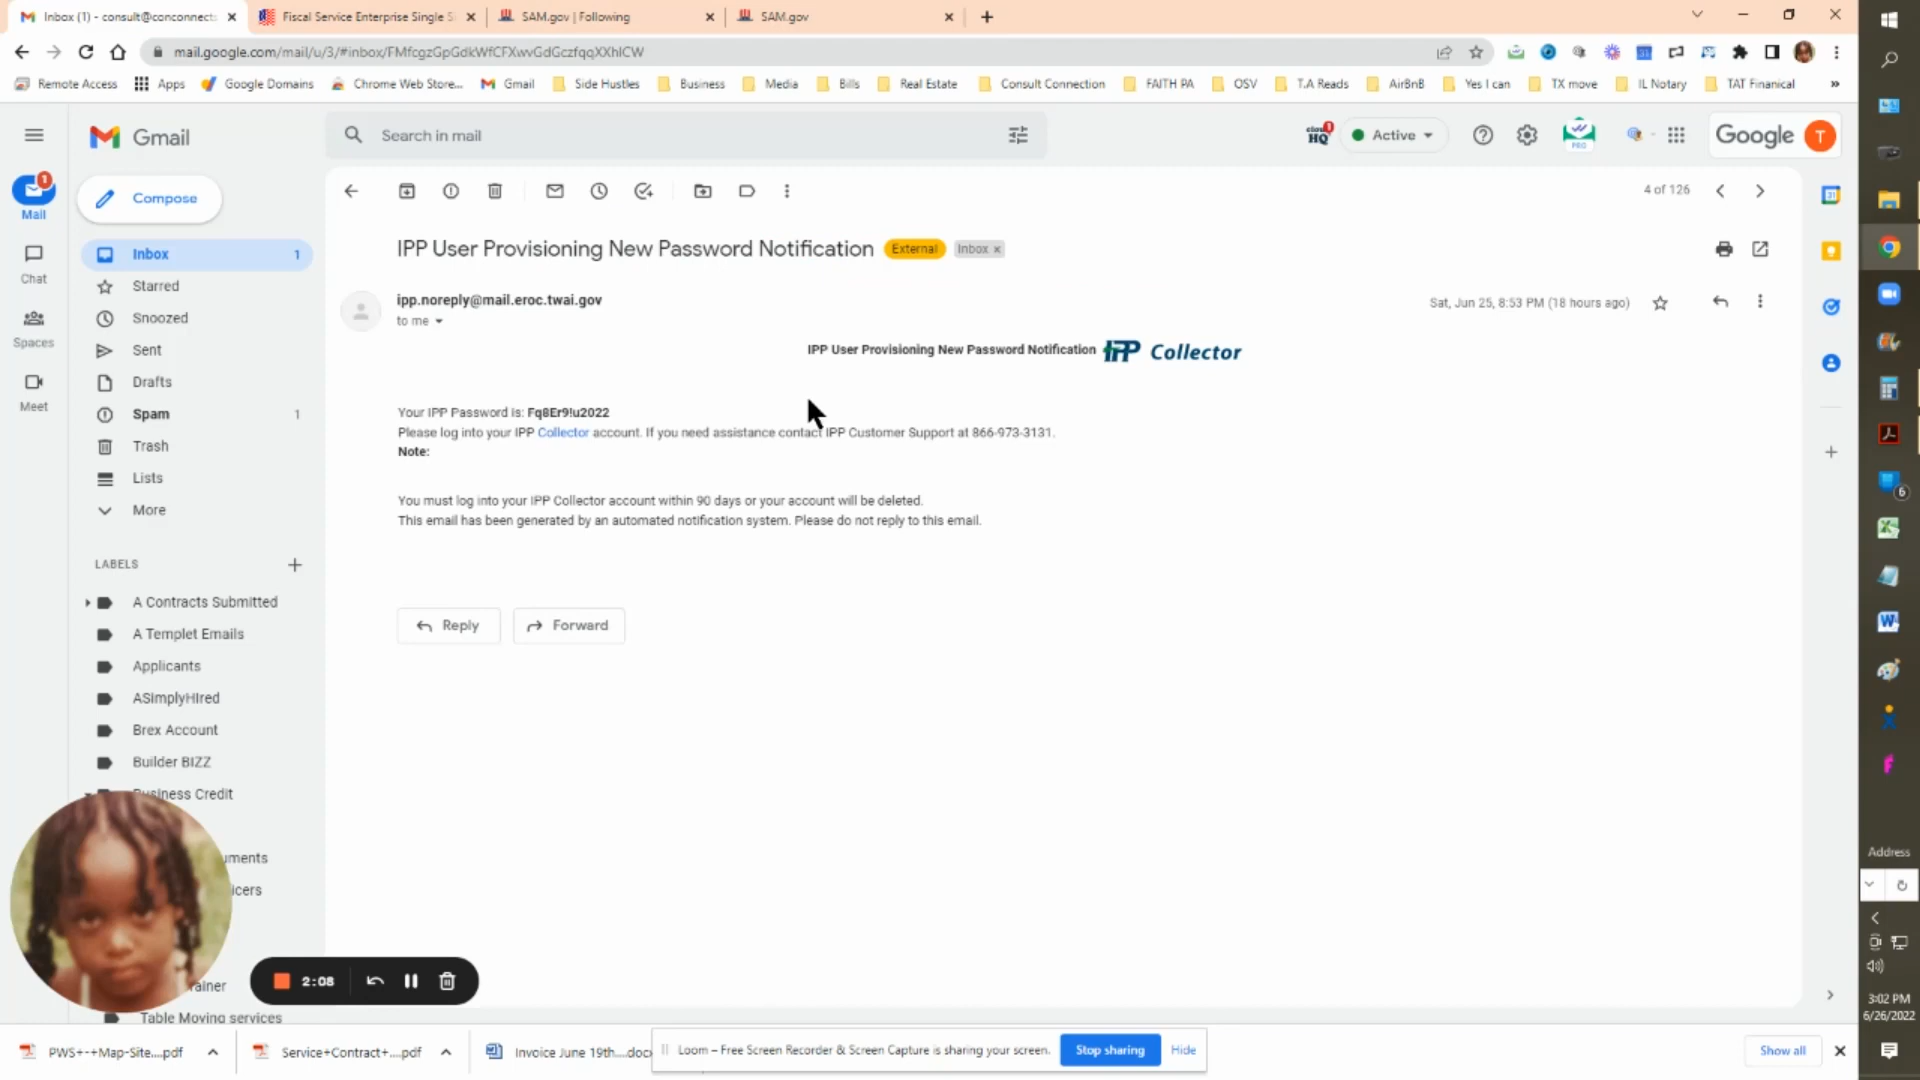 Inbox (1) - consult@conconnect
Fiscal Service Enterprise Single S
SAM.gov | Following
SAM.gov
mail.google.com/mail/u/3/#inbox/FMfcgzGpGdkWfCFXwvGdGczfqqXXhlCW
Remote Access
Apps
Google Domains
Chrome Web Store...
Gmail
Side Hustles
Business
Media
Bills
Real Estate
Consult Connection
FAITH PA
OSV
T.A Reads
AirBnB
Yes I can
TX move
IL Notary
TAT Finanical
»
Gmail
Search in mail
cloud HQ
Active
PRO
Google
T
1
Mail
Chat
Spaces
Meet
Compose
Inbox 1
Starred
Snoozed
Sent
Drafts
Spam 1
Trash
Lists
More
LABELS
A Contracts Submitted
A Templet Emails
Applicants
ASimplyHIred
Brex Account
Builder BIZZ
Business Credit
uments
icers
rainer
Table Moving services
4 of 126
31
IPP User Provisioning New Password Notification
External
Inbox x
ipp.noreply@mail.eroc.twai.gov
to me
Sat, Jun 25, 8:53 PM (18 hours ago)
IPP User Provisioning New Password Notification
IPP Collector
Your IPP Password is: Fq8Er9!u2022
Please log into your IPP Collector account. If you need assistance contact IPP Customer Support at 866-973-3131.
Note:
You must log into your IPP Collector account within 90 days or your account will be deleted.
This email has been generated by an automated notification system. Please do not reply to this email.
Reply
Forward
2:08
PWS+-+Map-Site....pdf
Service+Contract+....pdf
Invoice June 19th....docx
Loom – Free Screen Recorder & Screen Capture is sharing your screen.
Stop sharing
Hide
Show all
6
Address
3:02 PM
6/26/2022